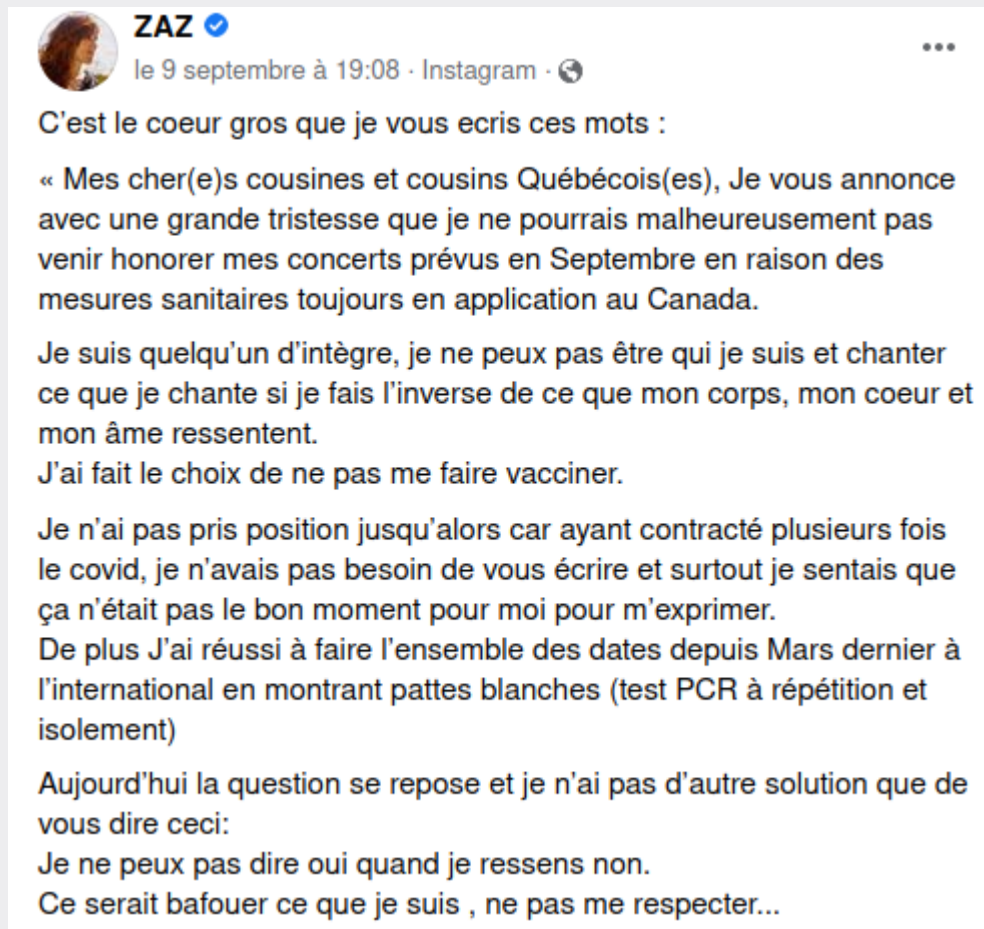 ZAZ
le 9 septembre à 19:08 · Instagram ·
C’est le coeur gros que je vous ecris ces mots :
« Mes cher(e)s cousines et cousins Québécois(es), Je vous annonce
avec une grande tristesse que je ne pourrais malheureusement pas
venir honorer mes concerts prévus en Septembre en raison des
mesures sanitaires toujours en application au Canada.
Je suis quelqu’un d’intègre, je ne peux pas être qui je suis et chanter
ce que je chante si je fais l’inverse de ce que mon corps, mon coeur et
mon âme ressentent.
J’ai fait le choix de ne pas me faire vacciner.
Je n’ai pas pris position jusqu’alors car ayant contracté plusieurs fois
le covid, je n’avais pas besoin de vous écrire et surtout je sentais que
ça n’était pas le bon moment pour moi pour m’exprimer.
De plus J’ai réussi à faire l’ensemble des dates depuis Mars dernier à
l’international en montrant pattes blanches (test PCR à répétition et
isolement)
Aujourd’hui la question se repose et je n’ai pas d’autre solution que de
vous dire ceci:
Je ne peux pas dire oui quand je ressens non.
Ce serait bafouer ce que je suis , ne pas me respecter...